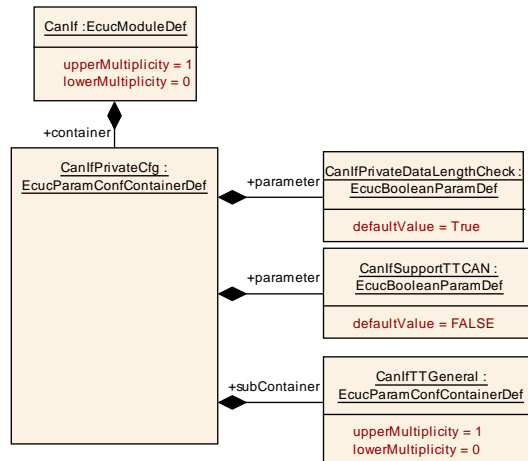 CanIf :EcucModuleDef
upperMultiplicity = 1
lowerMultiplicity = 0
+container
CanIfPrivateCfg :
EcucParamConfContainerDef
+parameter
CanIfPrivateDataLengthCheck :
EcucBooleanParamDef
defaultValue = True
+parameter
CanIfSupportTTCAN :
EcucBooleanParamDef
defaultValue = FALSE
+subContainer
CanIfTTGeneral :
EcucParamConfContainerDef
upperMultiplicity = 1
lowerMultiplicity = 0